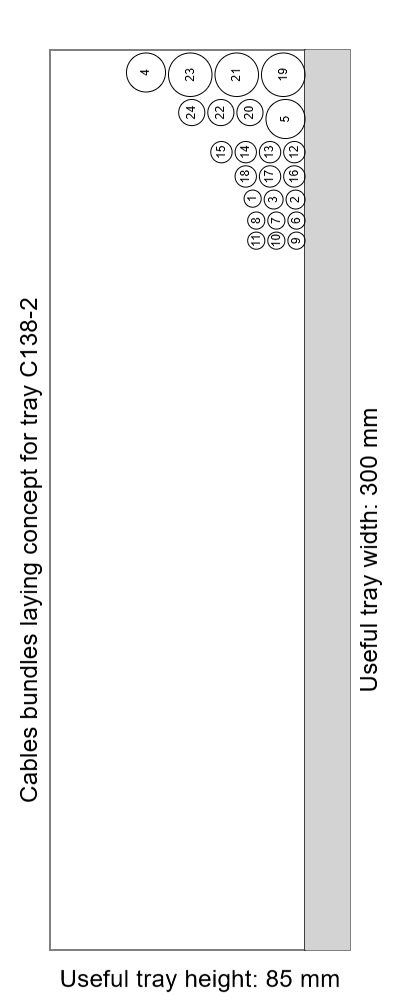 Cables bundles laying concept for tray C138-2
4 23 21 19
24 22 20 5
15 14 13 12
18 17 16
1 3 2
8 7 6
11 10 9
Useful tray width: 300 mm
Useful tray height: 85 mm